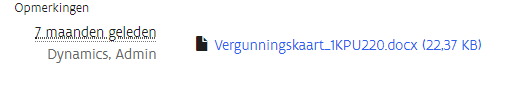 Opmerkingen
7 maanden geleden
Dynamics, Admin
Vergunningskaart_1KPU220.docx (22,37 KB)